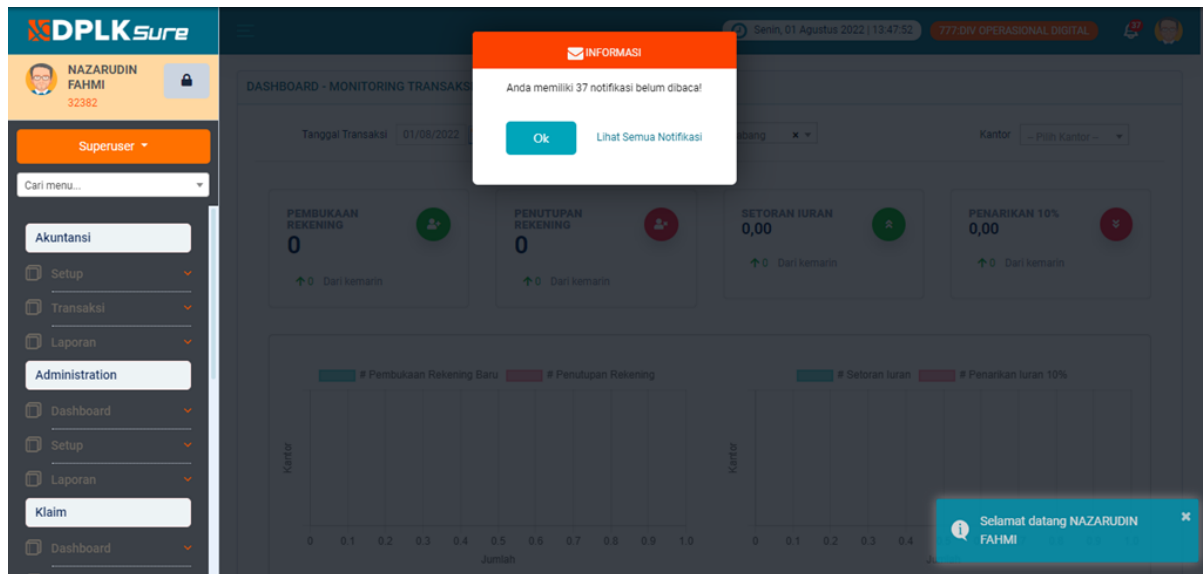 DPLKSure
NAZARUDIN
FAHMI
32382
Superuser
Cari menu...
Akuntansi
Setup
Transaksi
Laporan
Administration
Dashboard
Setup
Laporan
Klaim
Dashboard
Senin, 01 Agustus 2022 | 13:47:52
777:DIV OPERASIONAL DIGITAL
37
INFORMASI
Anda memiliki 37 notifikasi belum dibaca!
Ok
Lihat Semua Notifikasi
DASHBOARD - MONITORING TRANSAKS
Tanggal Transaksi
01/08/2022
abang
×
Kantor
-- Pilih Kantor --
PEMBUKAAN
REKENING
0
0 Dari kemarin
PENUTUPAN
REKENING
0
0 Dari kemarin
SETORAN IURAN
0,00
0 Dari kemarin
PENARIKAN 10%
0,00
0 Dari kemarin
# Pembukaan Rekening Baru
# Penutupan Rekening
Kantor
0 0.1 0.2 0.3 0.4 0.5 0.6 0.7 0.8 0.9 1.0
Jumlah
# Setoran Iuran
# Penarikan Iuran 10%
Kantor
0 0.1 0.2 0.3 0.4
Selamat datang NAZARUDIN
FAHMI
×